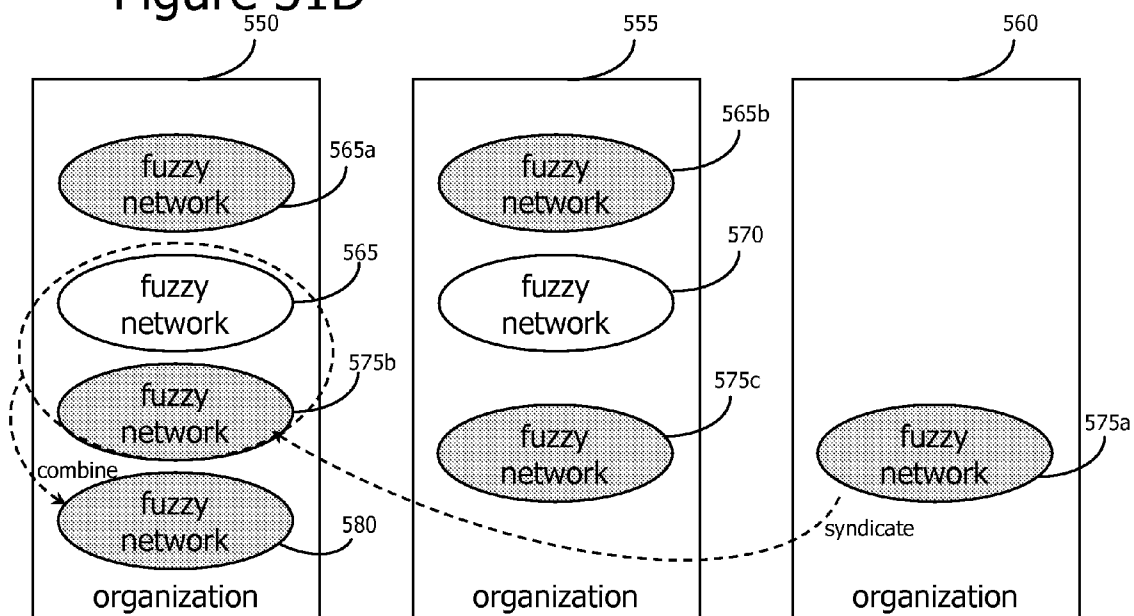 Figure 51D
550
555
560
fuzzy
network
565a
fuzzy
network
565b
fuzzy
network
565
fuzzy
network
570
fuzzy
network
575b
fuzzy
network
575c
fuzzy
network
575a
combine
fuzzy
network
580
syndicate
organization
organization
organization